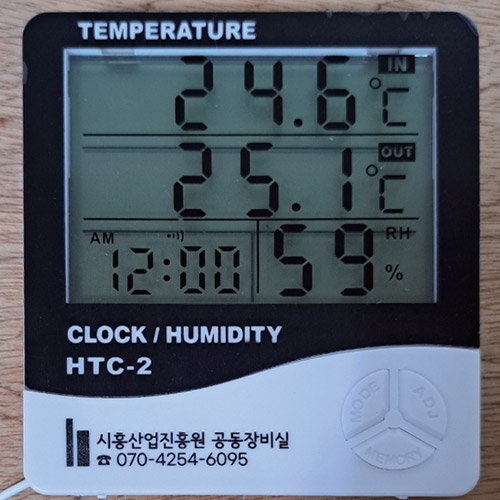 TEMPERATURE
24.6 °C IN
25.1 °C OUT
AM 12:00 59 RH %
CLOCK / HUMIDITY
HTC-2
시흥산업진흥원 공동장비실
☎ 070-4254-6095
MODE ADJ
MEMORY